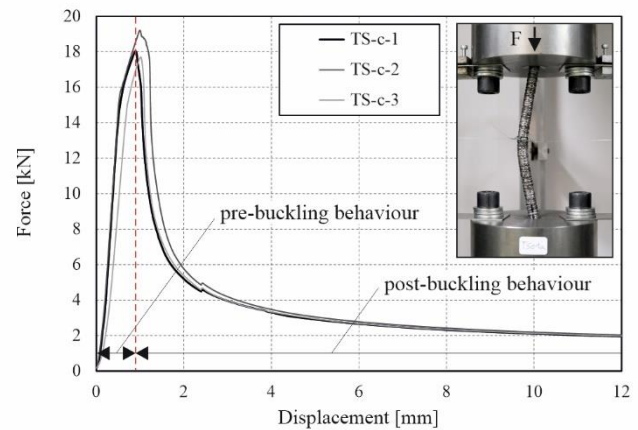 20
18
16
14
12
10
8
6
4
2
0
Force [kN]
TS-c-1
TS-c-2
TS-c-3
F
pre-buckling behaviour
post-buckling behaviour
0 2 4 6 8 10 12
Displacement [mm]